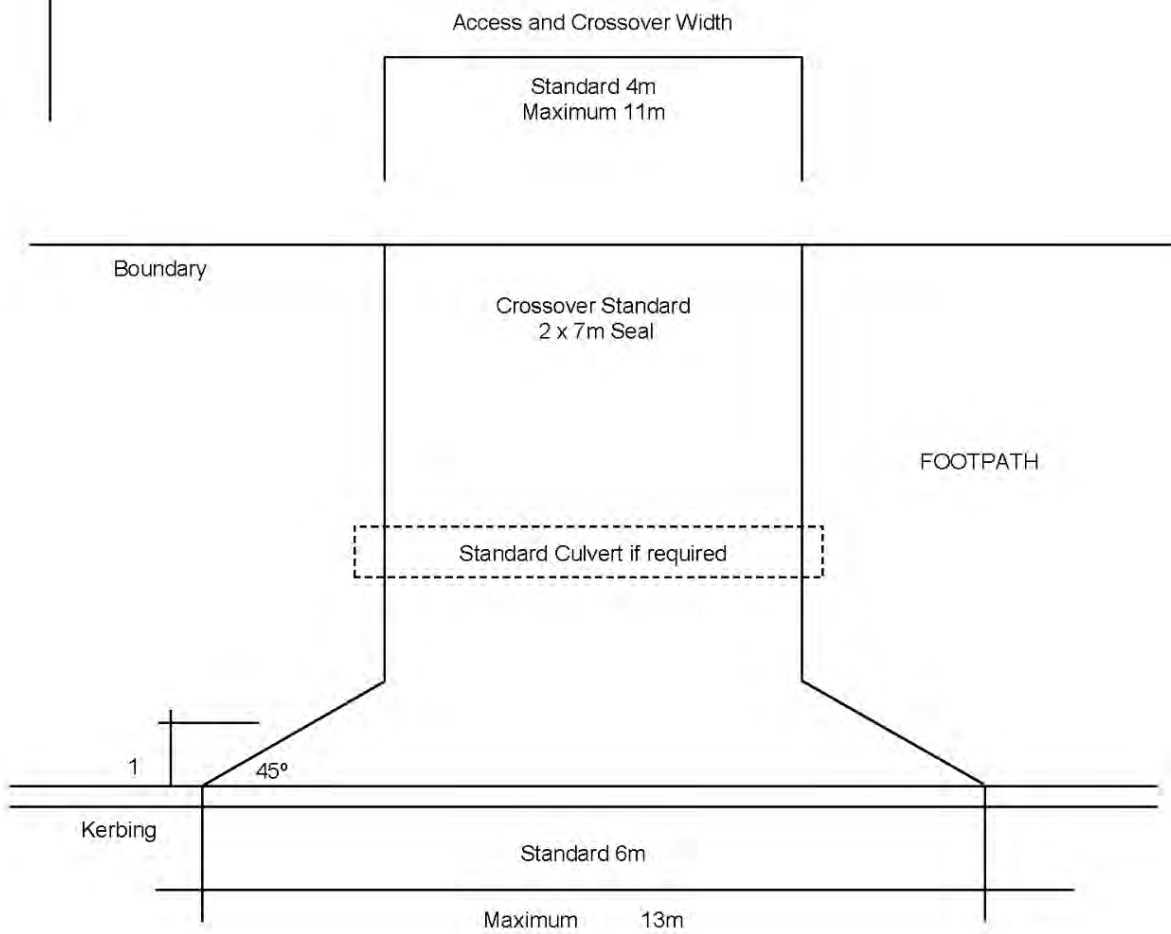 Access and Crossover Width
Standard 4m
Maximum 11m
Boundary
Crossover Standard
2 x 7m Seal
FOOTPATH
Standard Culvert if required
1
45º
Kerbing
Standard 6m
Maximum 13m